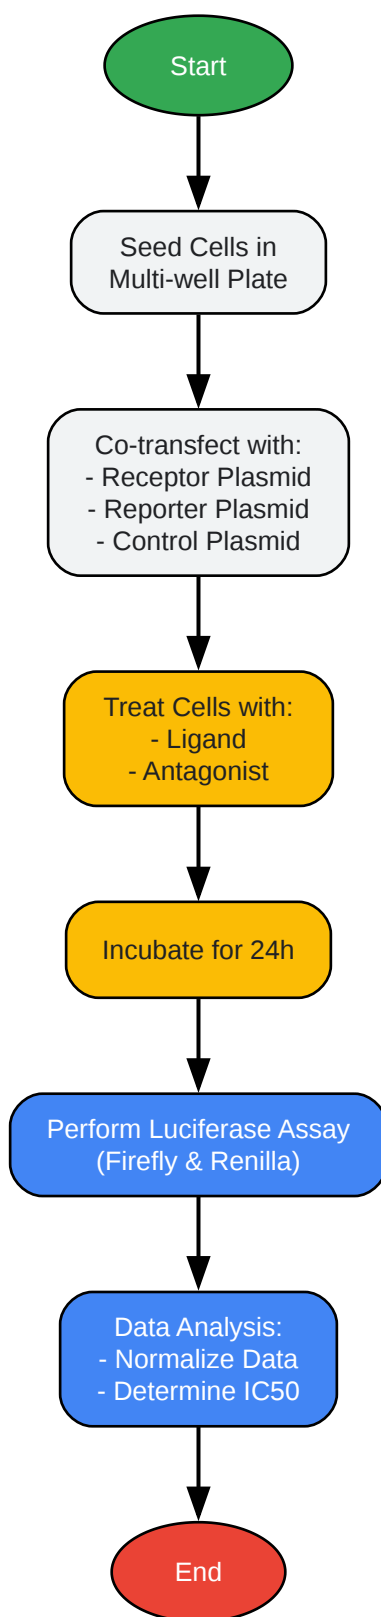 Start
Seed Cells in
Multi-well Plate
Co-transfect with:
- Receptor Plasmid
- Reporter Plasmid
- Control Plasmid
Treat Cells with:
- Ligand
- Antagonist
Incubate for 24h
Perform Luciferase Assay
(Firefly & Renilla)
Data Analysis:
- Normalize Data
- Determine IC50
End